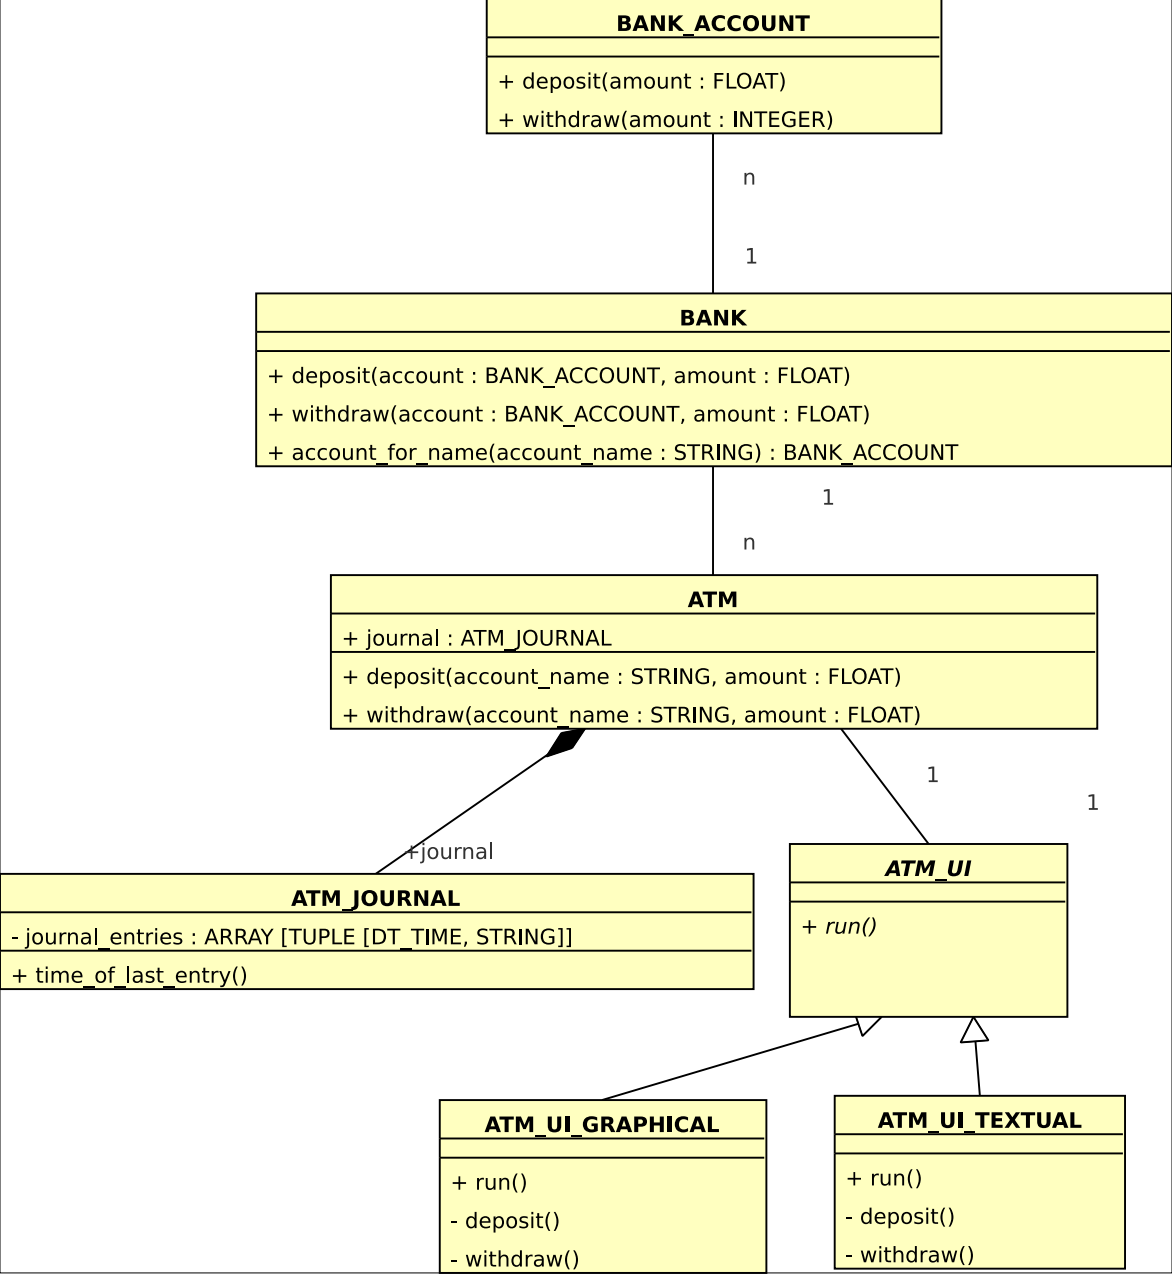 BANK_ACCOUNT
+ deposit(amount : FLOAT)
+ withdraw(amount : INTEGER)
n
1
BANK
+ deposit(account : BANK_ACCOUNT, amount : FLOAT)
+ withdraw(account : BANK_ACCOUNT, amount : FLOAT)
+ account_for_name(account_name : STRING) : BANK_ACCOUNT
1
n
ATM
+ journal : ATM_JOURNAL
+ deposit(account_name : STRING, amount : FLOAT)
+ withdraw(account_name : STRING, amount : FLOAT)
1
1
+journal
ATM_JOURNAL
- journal_entries : ARRAY [TUPLE [DT_TIME, STRING]]
+ time_of_last_entry()
ATM_UI
+ run()
ATM_UI_GRAPHICAL
+ run()
- deposit()
- withdraw()
ATM_UI_TEXTUAL
+ run()
- deposit()
- withdraw()